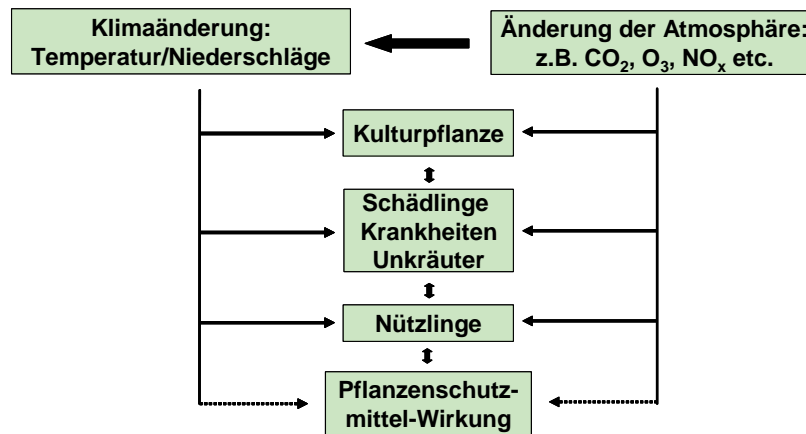 Klimaänderung:
Temperatur/Niederschläge
Änderung der Atmosphäre:
z.B. CO₂, O₃, NOₓ etc.
Kulturpflanze
Schädlinge
Krankheiten
Unkräuter
Nützlinge
Pflanzenschutz-
mittel-Wirkung